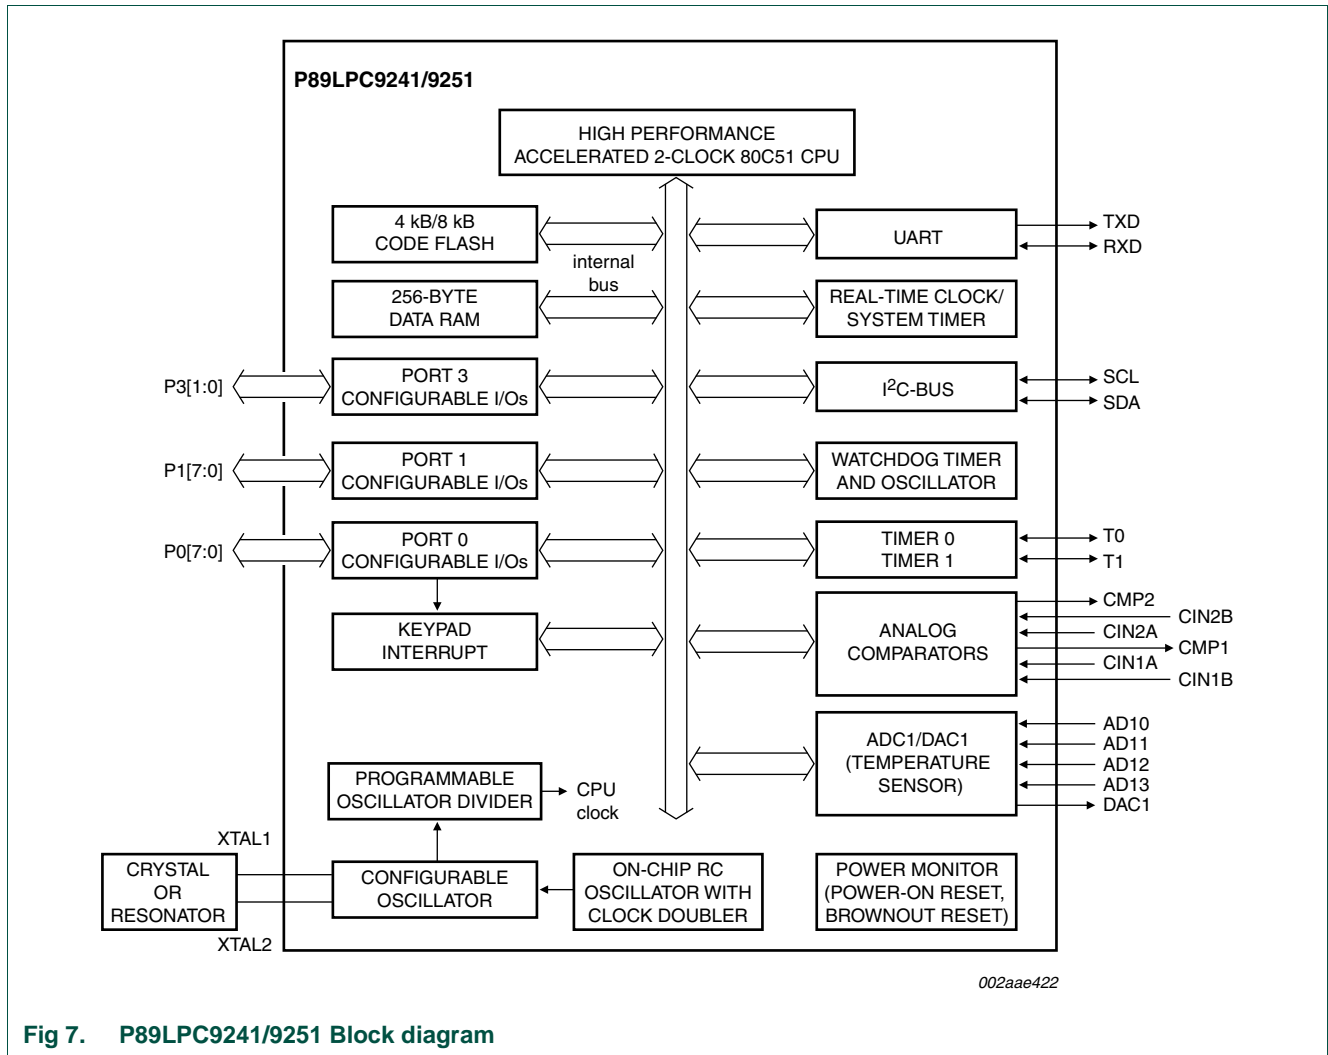 P89LPC9241/9251
HIGH PERFORMANCE
ACCELERATED 2-CLOCK 80C51 CPU
4 kB/8 kB
CODE FLASH
internal
bus
256-BYTE
DATA RAM
P3[1:0]
PORT 3
CONFIGURABLE I/Os
P1[7:0]
PORT 1
CONFIGURABLE I/Os
P0[7:0]
PORT 0
CONFIGURABLE I/Os
KEYPAD
INTERRUPT
UART
TXD
RXD
REAL-TIME CLOCK/
SYSTEM TIMER
I²C-BUS
SCL
SDA
WATCHDOG TIMER
AND OSCILLATOR
TIMER 0
TIMER 1
T0
T1
ANALOG
COMPARATORS
CMP2
CIN2B
CIN2A
CMP1
CIN1A
CIN1B
ADC1/DAC1
(TEMPERATURE
SENSOR)
AD10
AD11
AD12
AD13
DAC1
PROGRAMMABLE
OSCILLATOR DIVIDER
CPU
clock
XTAL1
CRYSTAL
OR
RESONATOR
XTAL2
CONFIGURABLE
OSCILLATOR
ON-CHIP RC
OSCILLATOR WITH
CLOCK DOUBLER
POWER MONITOR
(POWER-ON RESET,
BROWNOUT RESET)
002aae422
Fig 7. P89LPC9241/9251 Block diagram